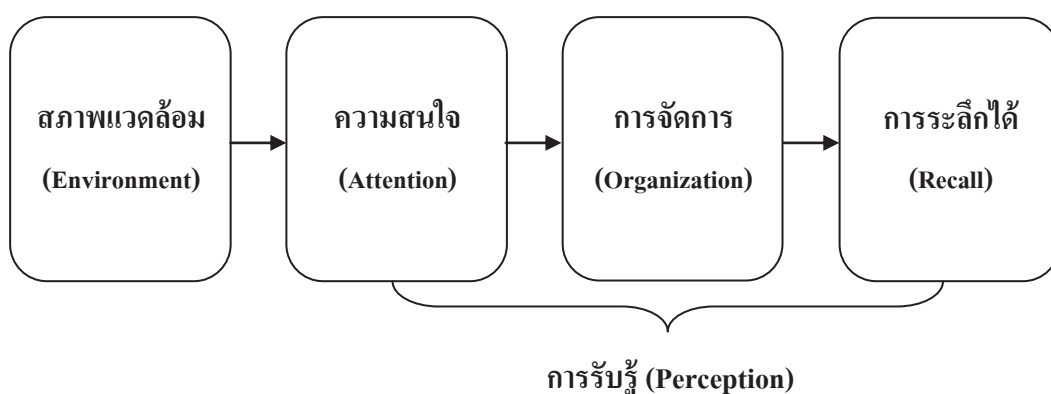 สภาพแวดล้อม
(Environment)
ความสนใจ
(Attention)
การจัดการ
(Organization)
การระลึกได้
(Recall)
การรับรู้ (Perception)